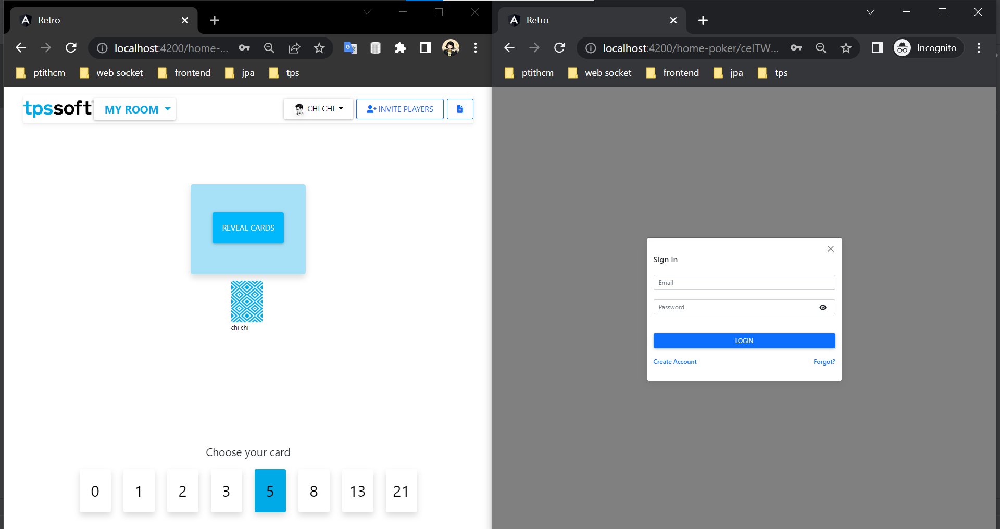 Retro
localhost:4200/home-...
ptithcm web socket frontend jpa tps
tpssoft MY ROOM CHI CHI INVITE PLAYERS
REVEAL CARDS
chi chi
Choose your card
0 1 2 3 5 8 13 21
Retro
localhost:4200/home-poker/celTW...
Incognito
ptithcm web socket frontend jpa tps
Sign in
Email
Password
LOGIN
Create Account Forgot?